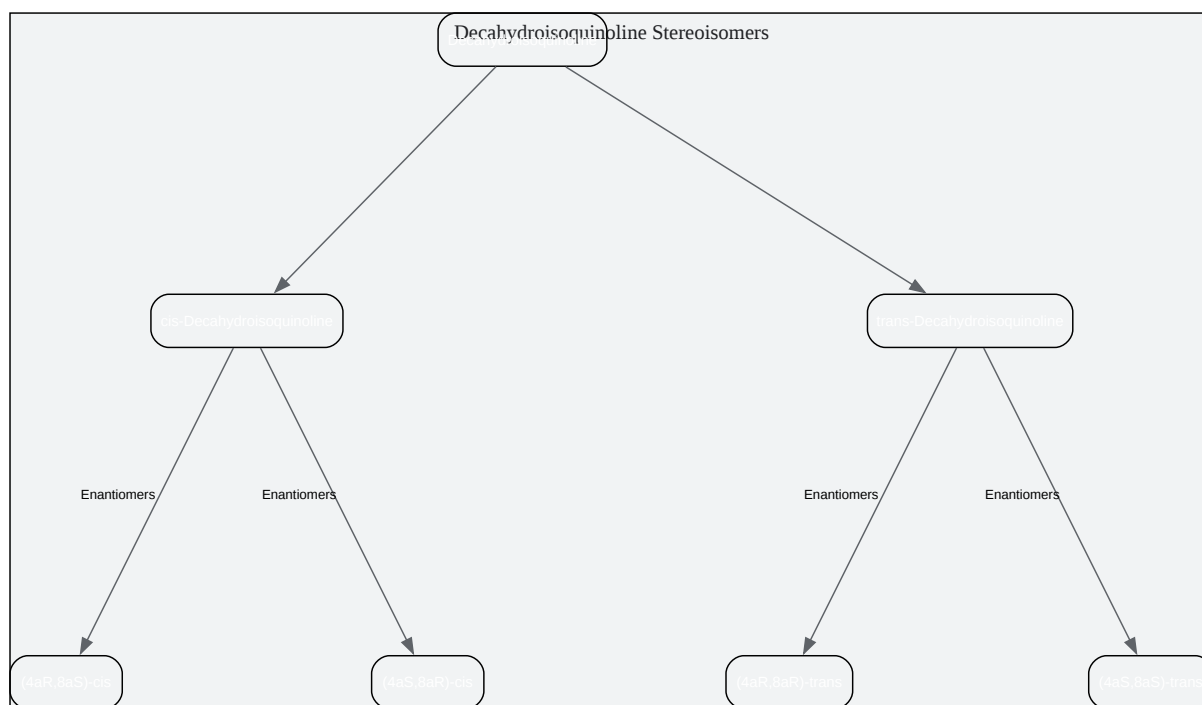 Decahydroisoquinoline Stereoisomers
Decahydroisoquinoline
cis-Decahydroisoquinoline
trans-Decahydroisoquinoline
Enantiomers
Enantiomers
Enantiomers
Enantiomers
(4aR,8aS)-cis
(4aS,8aR)-cis
(4aR,8aR)-trans
(4aS,8aS)-trans